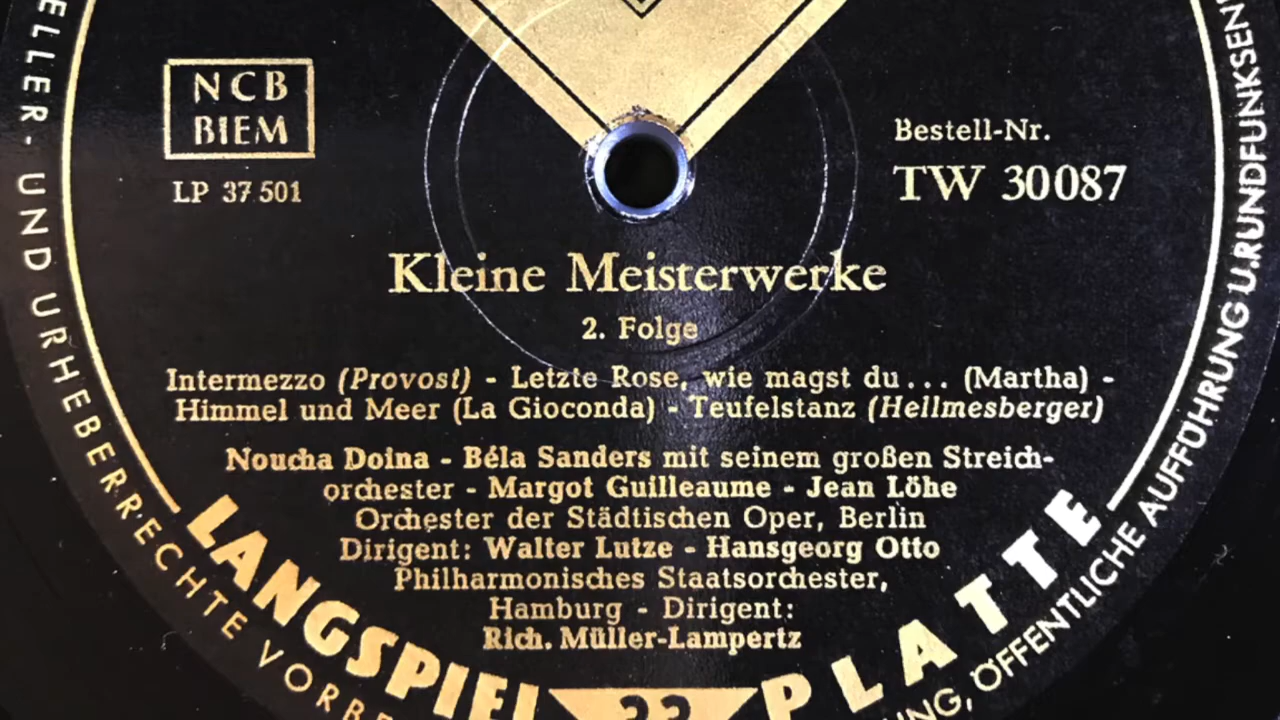 NCB
BIEM
LP 37 501
Bestell-Nr.
TW 30087
Kleine Meisterwerke
2. Folge
Intermezzo (Provost) - Letzte Rose, wie magst du... (Martha) -
Himmel und Meer (La Gioconda) - Teufelstanz (Hellmesberger)
Noucha Doina - Béla Sanders mit seinem großen Streich-
orchester - Margot Guilleaume - Jean Löhe
Orchester der Städtischen Oper, Berlin
Dirigent: Walter Lutze - Hansgeorg Otto
Philharmonisches Staatsorchester,
Hamburg - Dirigent:
Rich. Müller-Lampertz
LANGSPIEL 33 PLATTE
UND URHEBERRECHTE
ÖFFENTLICHE AUFFÜHRUNG U. RUNDFUNKSEN